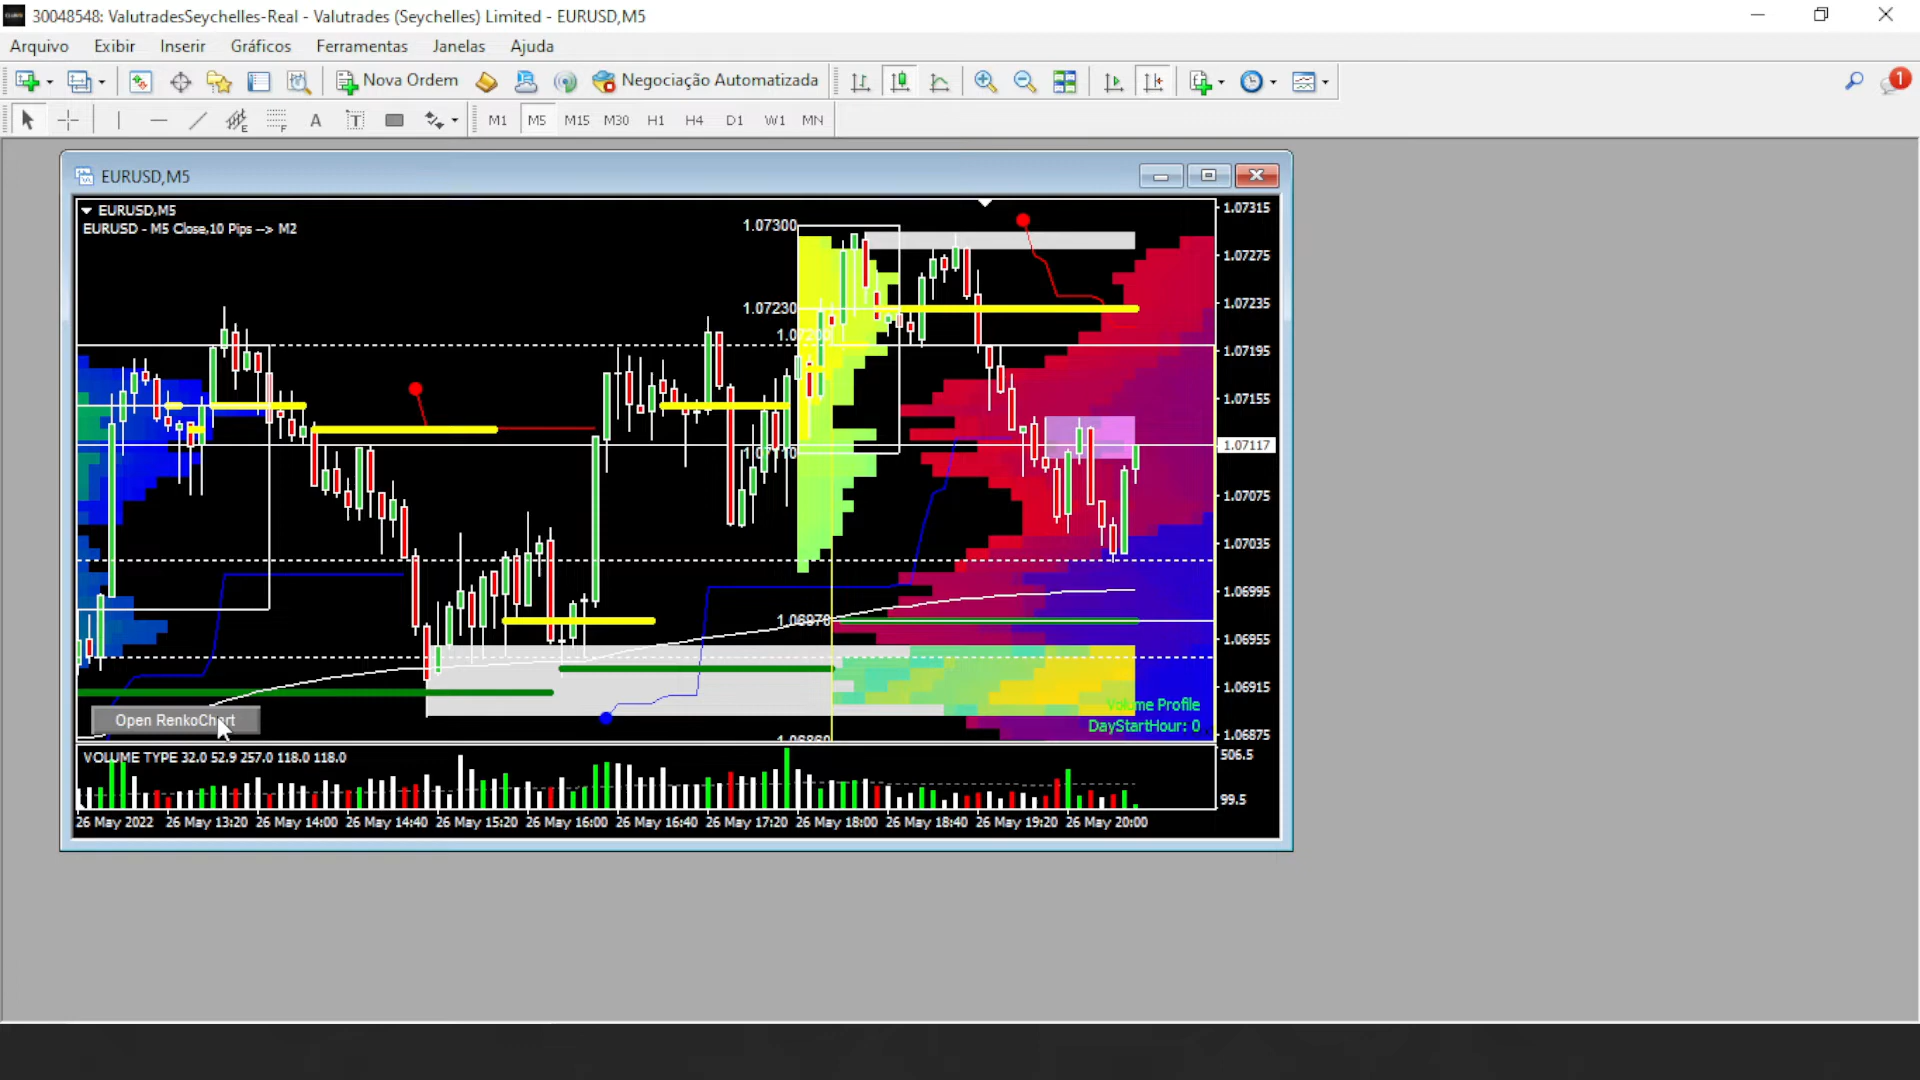 30048548: ValutradesSeychelles-Real - Valutrades (Seychelles) Limited - EURUSD,M5
Arquivo Exibir Inserir Gráficos Ferramentas Janelas Ajuda
Nova Ordem Negociação Automatizada 1
E F A T M1 M5 M15 M30 H1 H4 D1 W1 MN
EURUSD,M5
EURUSD,M5
EURUSD - M5 Close,10 Pips --> M2
1.07300
1.07230
1.07200
1.07110
1.06970
1.06860
1.07315
1.07275
1.07235
1.07195
1.07155
1.07117
1.07075
1.07035
1.06995
1.06955
1.06915
1.06875
Volume Profile
DayStartHour: 0
Open RenkoChart
VOLUME TYPE 32.0 52.9 257.0 118.0 118.0
506.5
99.5
26 May 2022 26 May 13:20 26 May 14:00 26 May 14:40 26 May 15:20 26 May 16:00 26 May 16:40 26 May 17:20 26 May 18:00 26 May 18:40 26 May 19:20 26 May 20:00